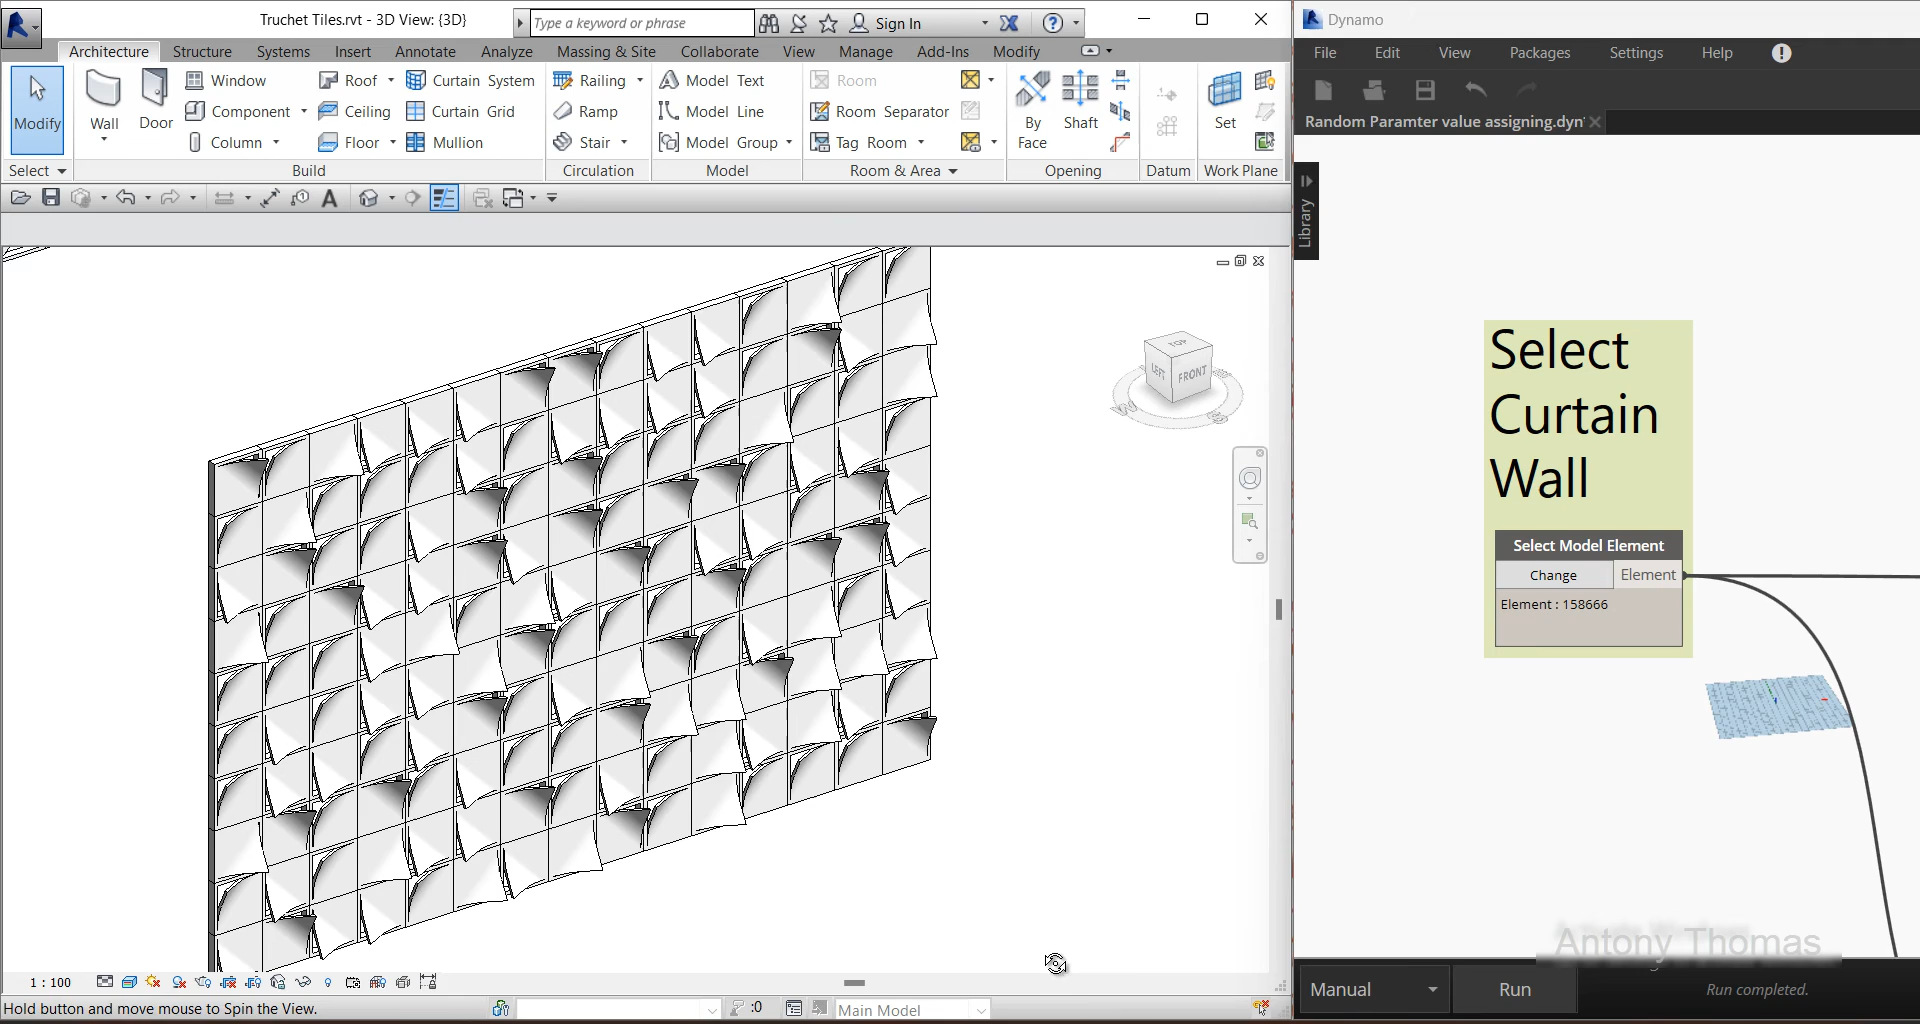 Truchet Tiles.rvt - 3D View: {3D}
Type a keyword or phrase
Sign In
Architecture Structure Systems Insert Annotate Analyze Massing & Site Collaborate View Manage Add-Ins Modify
Modify
Wall
Door
Window
Component
Column
Roof
Ceiling
Floor
Curtain System
Curtain Grid
Mullion
Railing
Ramp
Stair
Model Text
Model Line
Model Group
Room
Room Separator
Tag Room
By
Face
Shaft
Set
Select Build Circulation Model Room & Area Opening Datum Work Plane
TOP
LEFT
FRONT
W
S
1 : 100
Hold button and move mouse to Spin the View.
:0
Main Model
Dynamo
File Edit View Packages Settings Help
Random Paramter value assigning.dyn*
Library
Select
Curtain
Wall
Select Model Element
Change Element
Element : 158666
Antony Thomas
Manual
Run
Run completed.